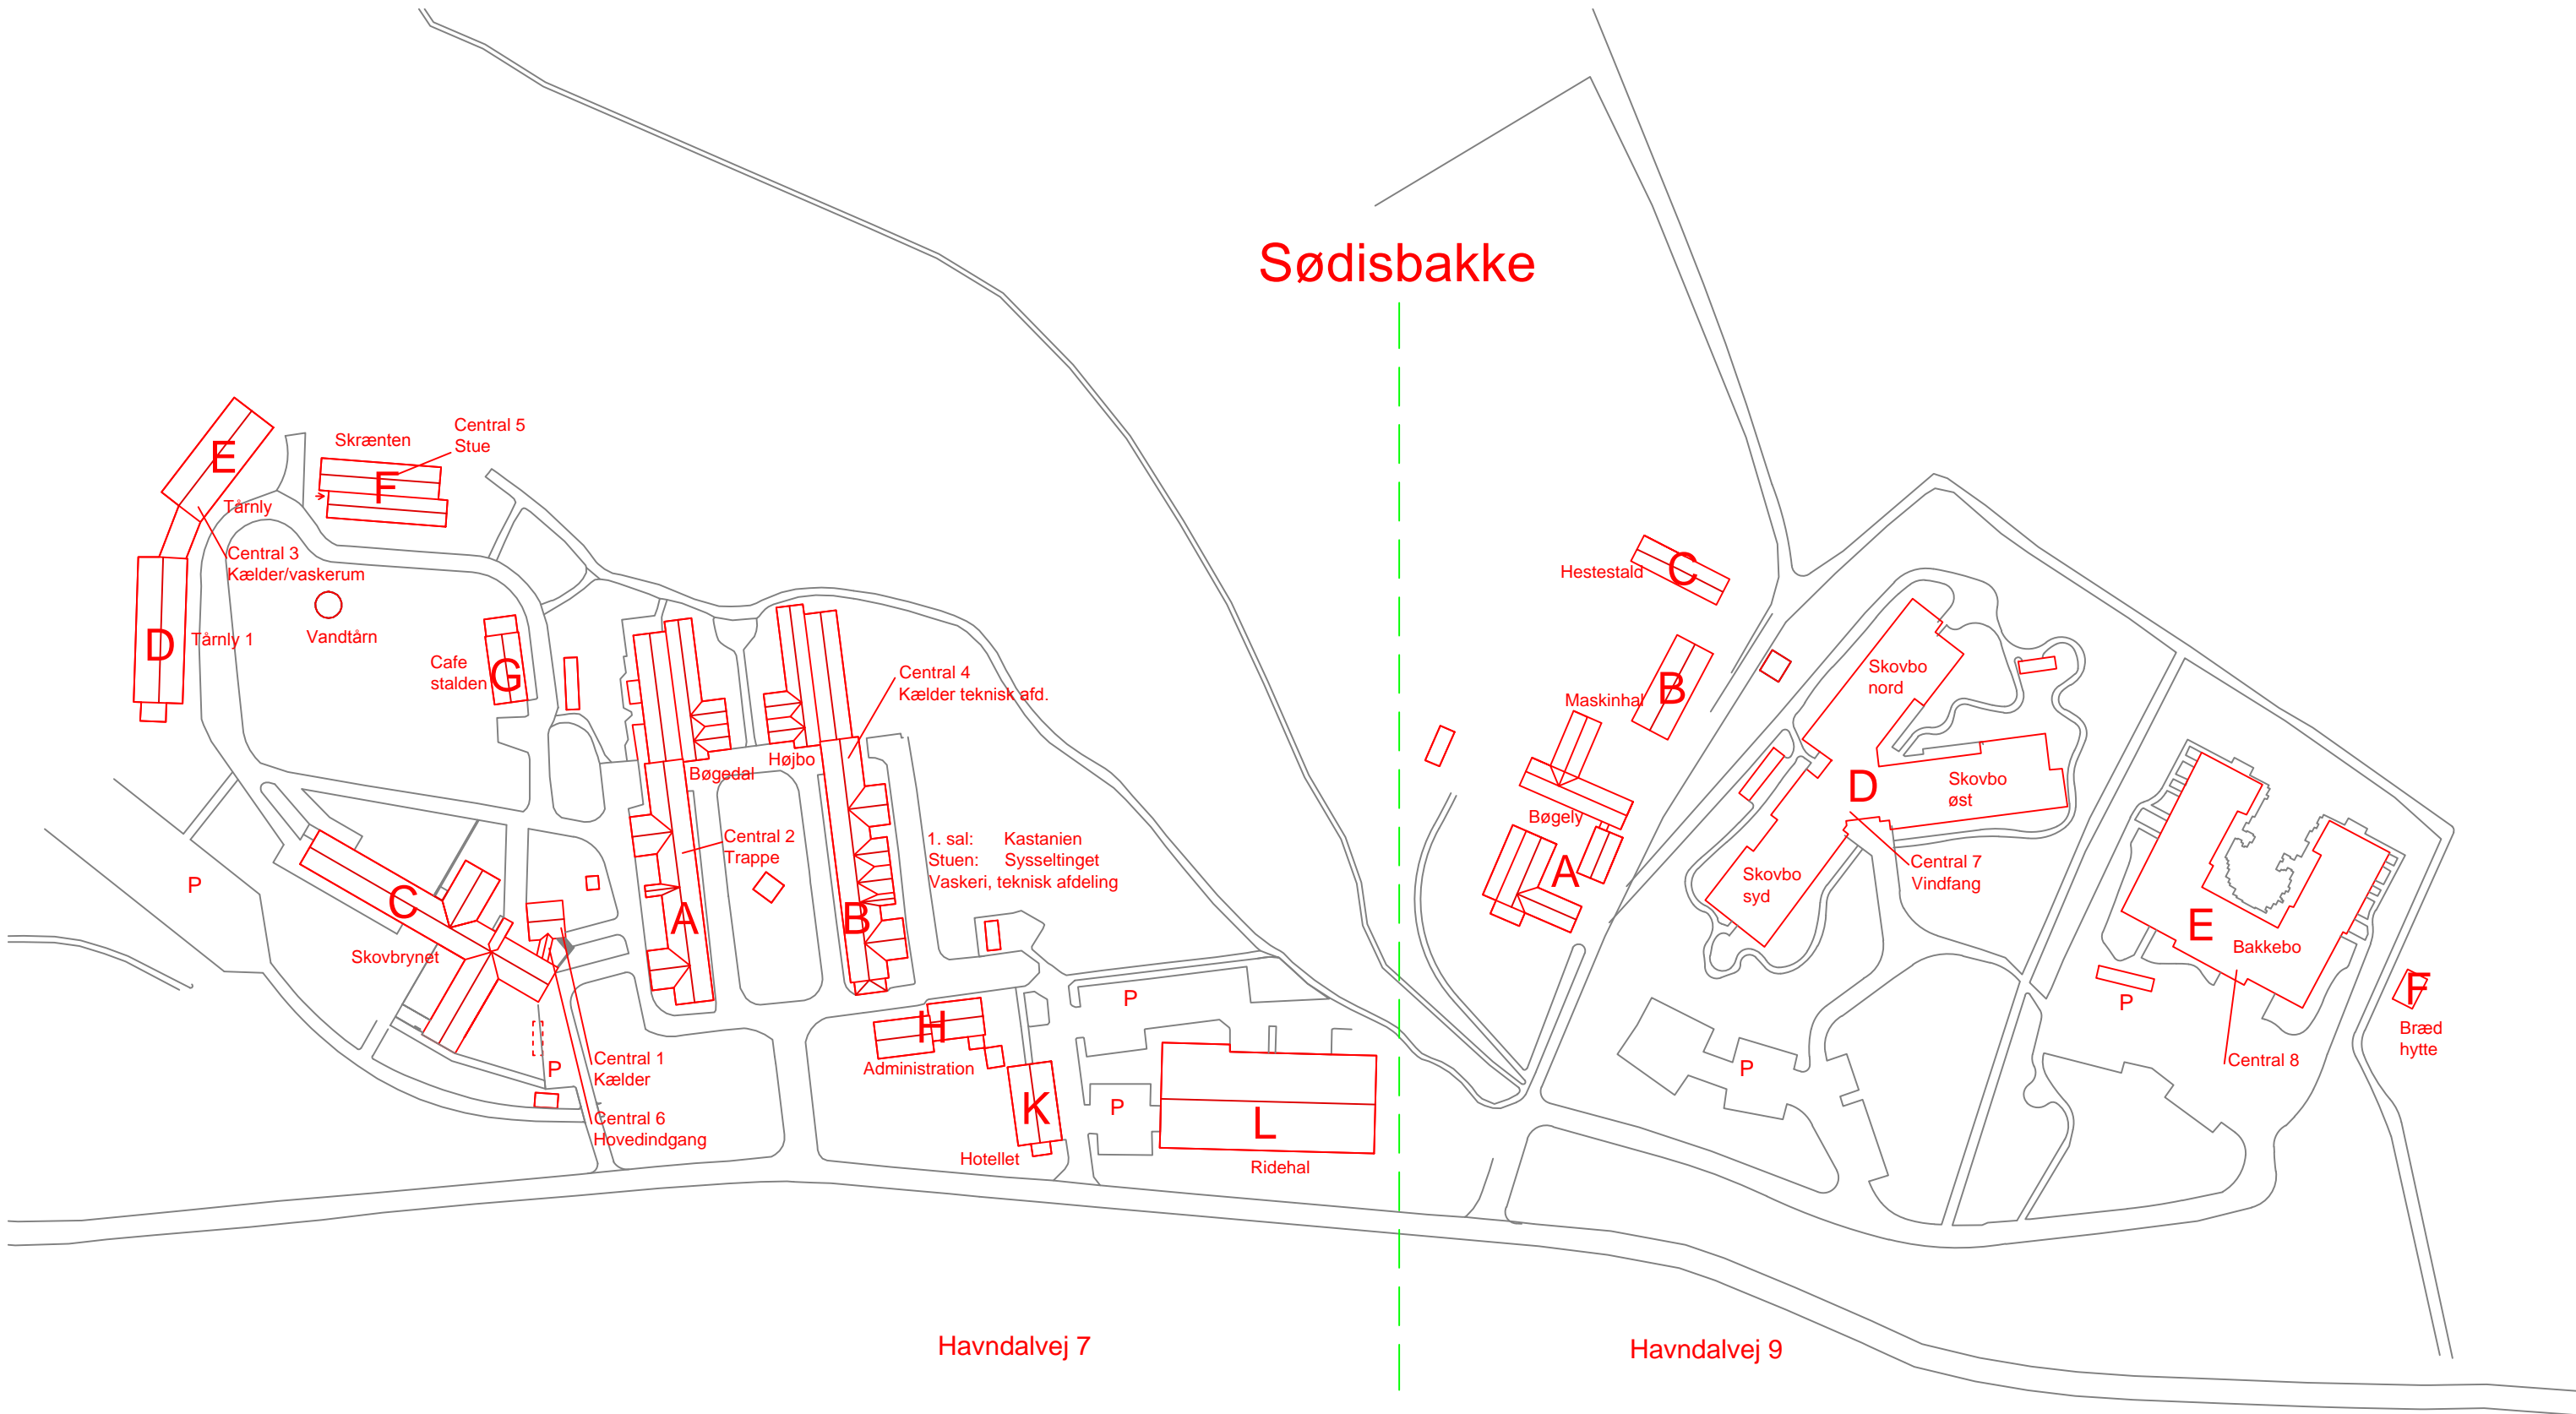 Sødisbakke
E
Skrænten
Central 5
Stue
F
Tårnly
Central 3
Kælder/vaskerum
Vandtårn
D
Tårnly 1
Cafe
stalden
G
Central 4
Kælder teknisk afd.
Bøgedal
Højbo
Central 2
Trappe
1. sal: Kastanien
Stuen: Sysseltinget
Vaskeri, teknisk afdeling
P
C
Skovbrynet
A
B
H
Administration
P
Central 1
Kælder
Central 6
Hovedindgang
K
Hotellet
P
P
L
Ridehal
C
Hestestald
B
Maskinhal
Bøgely
A
Skovbo
nord
D
Skovbo
øst
Skovbo
syd
Central 7
Vindfang
E
Bakkebo
P
P
Central 8
F
Bræd
hytte
Havndalvej 7
Havndalvej 9